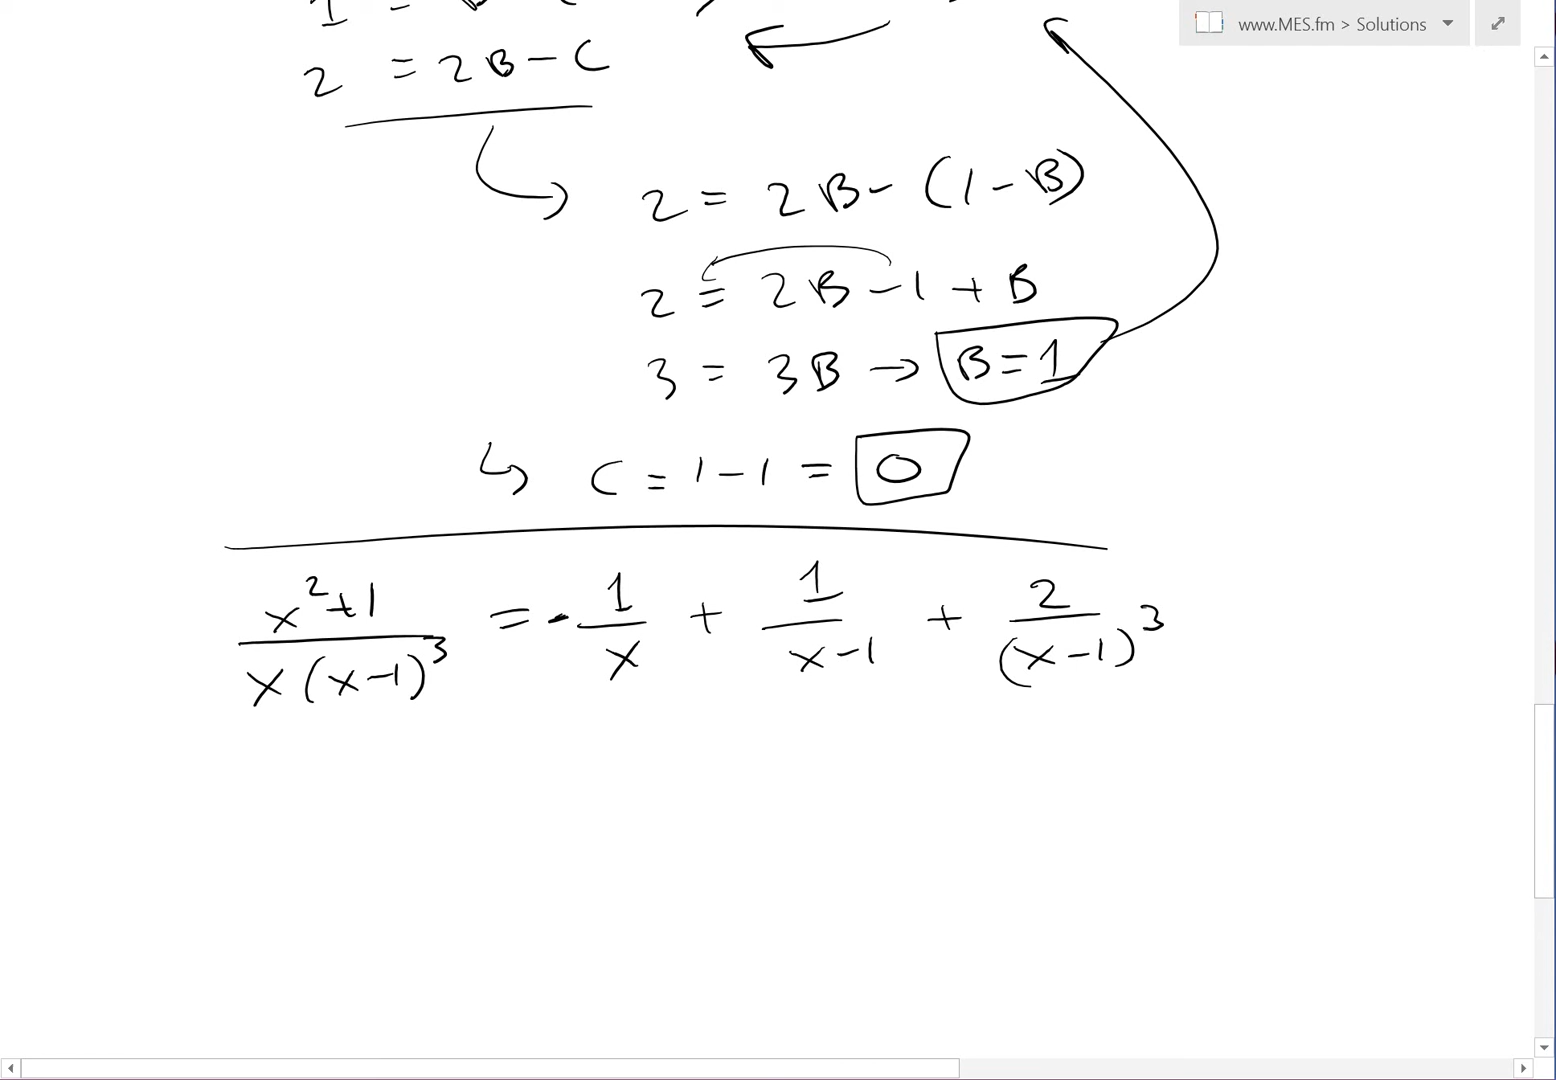 www.MES.fm > Solutions
2 = 2B - C
2 = 2B - (1 - B)
2 = 2B - 1 + B
3 = 3B → B = 1
↳ C = 1 - 1 = 0
(x² + 1) / (x(x - 1)³) = - 1/x + 1/(x - 1) + 2/(x - 1)³